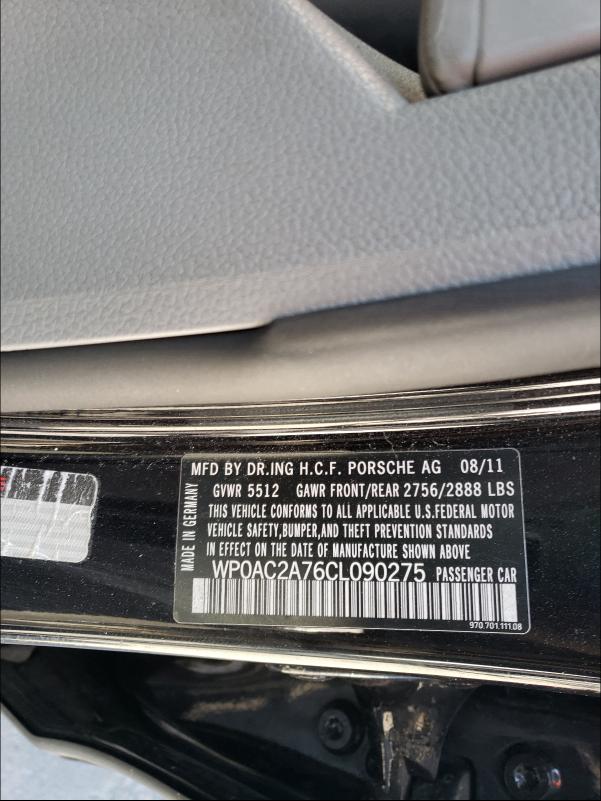 MFD BY DR.ING H.C.F. PORSCHE AG 08/11
GVWR 5512 GAWR FRONT/REAR 2756/2888 LBS
THIS VEHICLE CONFORMS TO ALL APPLICABLE U.S.FEDERAL MOTOR
VEHICLE SAFETY,BUMPER,AND THEFT PREVENTION STANDARDS
IN EFFECT ON THE DATE OF MANUFACTURE SHOWN ABOVE
WP0AC2A76CL090275 PASSENGER CAR
970.701.111.08
MADE IN GERMANY